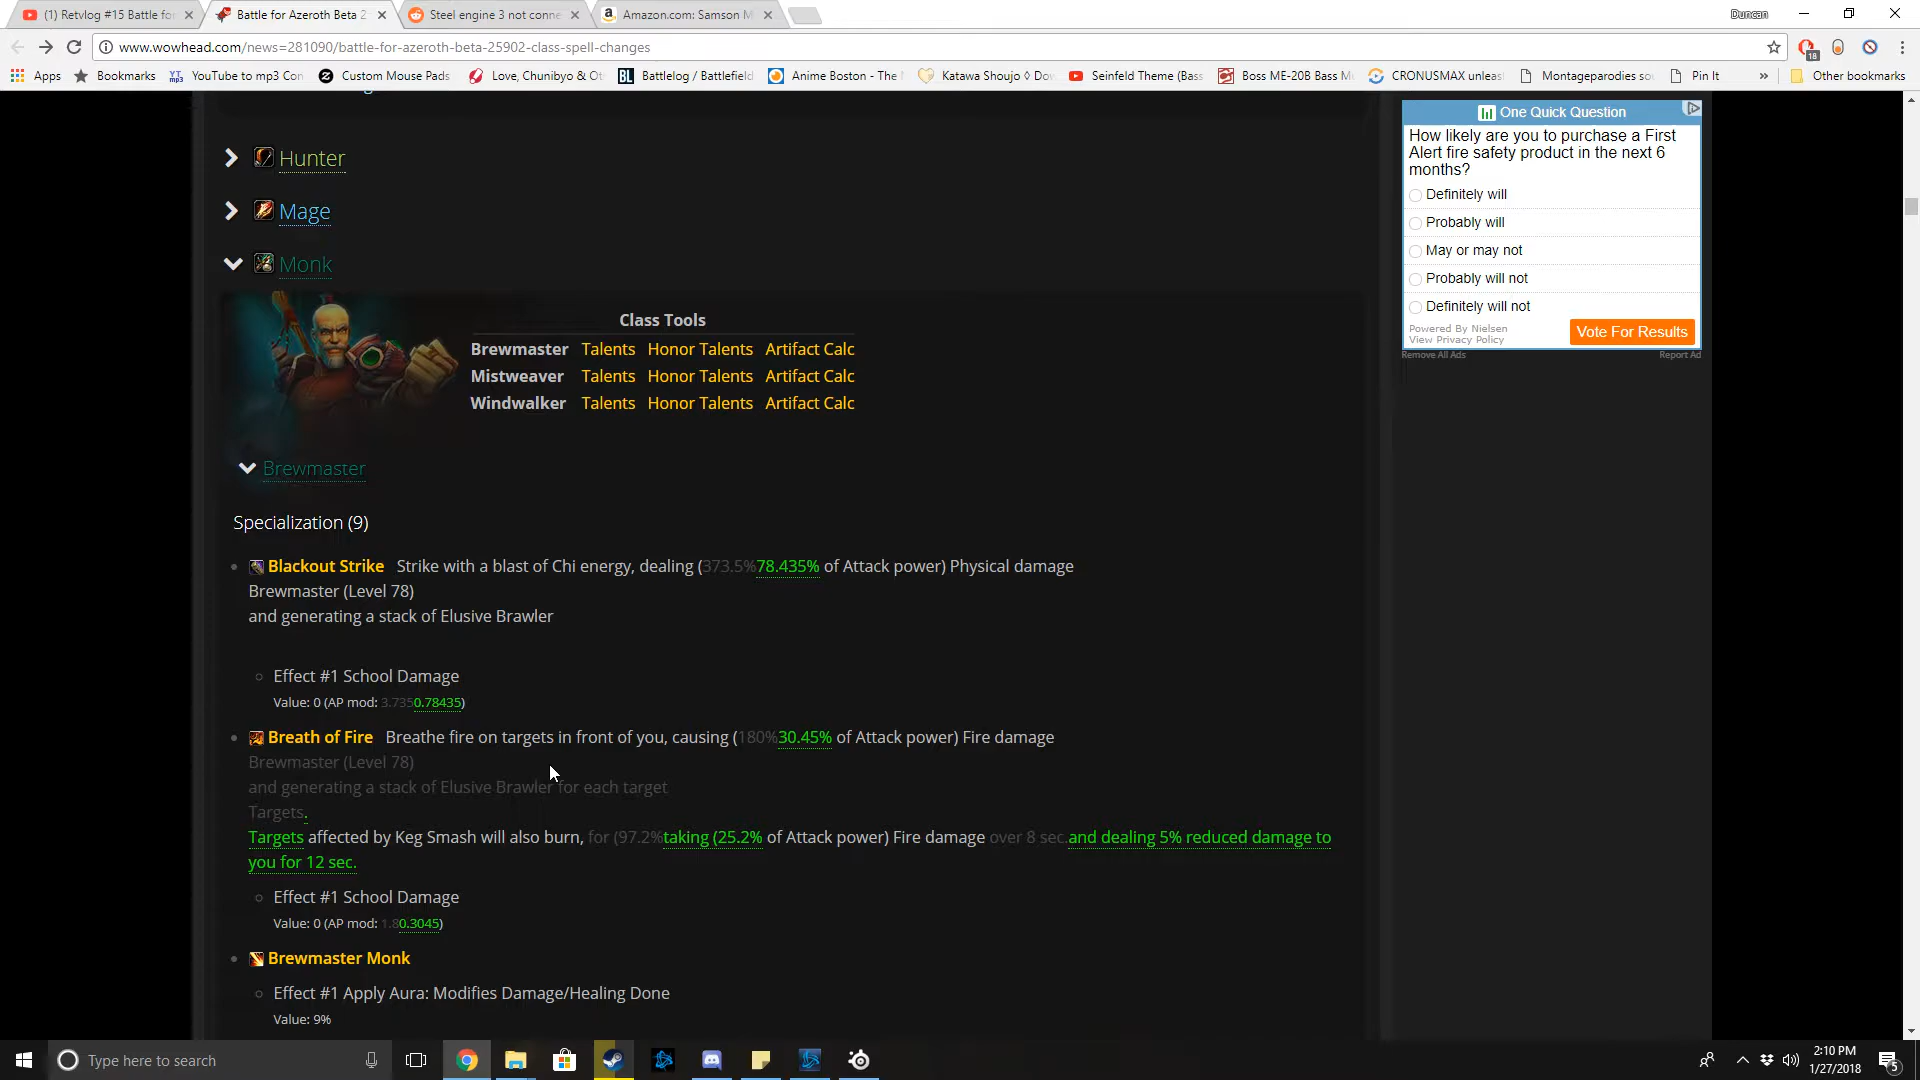 (1) Retvlog #15 Battle fo
Battle for Azeroth Beta 2
Steel engine 3 not conne
Amazon.com: Samson M
Duncan
www.wowhead.com/news=281090/battle-for-azeroth-beta-25902-class-spell-changes
18
Apps
Bookmarks
YouTube to mp3 Con
Custom Mouse Pads
Love, Chunibyo & Ot
BL
Battlelog / Battlefield
Anime Boston - The
Katawa Shoujo ◊ Dow
Seinfeld Theme (Bass
Boss ME-20B Bass M
CRONUSMAX unleas
Montageparodies so
Pin It
»
Other bookmarks
Hunter
Mage
Monk
Class Tools
Brewmaster Talents Honor Talents Artifact Calc
Mistweaver Talents Honor Talents Artifact Calc
Windwalker Talents Honor Talents Artifact Calc
Brewmaster
Specialization (9)
Blackout Strike Strike with a blast of Chi energy, dealing (373.5%78.435% of Attack power) Physical damage
Brewmaster (Level 78)
and generating a stack of Elusive Brawler
Effect #1 School Damage
Value: 0 (AP mod: 3.7350.78435)
Breath of Fire Breathe fire on targets in front of you, causing (180%30.45% of Attack power) Fire damage
Brewmaster (Level 78)
and generating a stack of Elusive Brawler for each target
Targets.
Targets affected by Keg Smash will also burn, for (97.2%taking (25.2% of Attack power) Fire damage over 8 sec.and dealing 5% reduced damage to
you for 12 sec.
Effect #1 School Damage
Value: 0 (AP mod: 1.80.3045)
Brewmaster Monk
Effect #1 Apply Aura: Modifies Damage/Healing Done
Value: 9%
One Quick Question
How likely are you to purchase a First
Alert fire safety product in the next 6
months?
Definitely will
Probably will
May or may not
Probably will not
Definitely will not
Powered By Nielsen
View Privacy Policy
Vote For Results
Remove All Ads
Report Ad
Type here to search
2:10 PM
1/27/2018
5